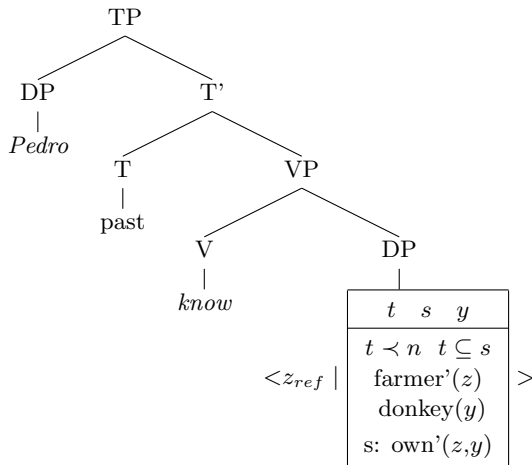 TP
DP T'
Pedro
T VP
past
V DP
know
t s y
t ≺ n t ⊆ s
<z_ref | farmer'(z) >
donkey(y)
s: own'(z,y)